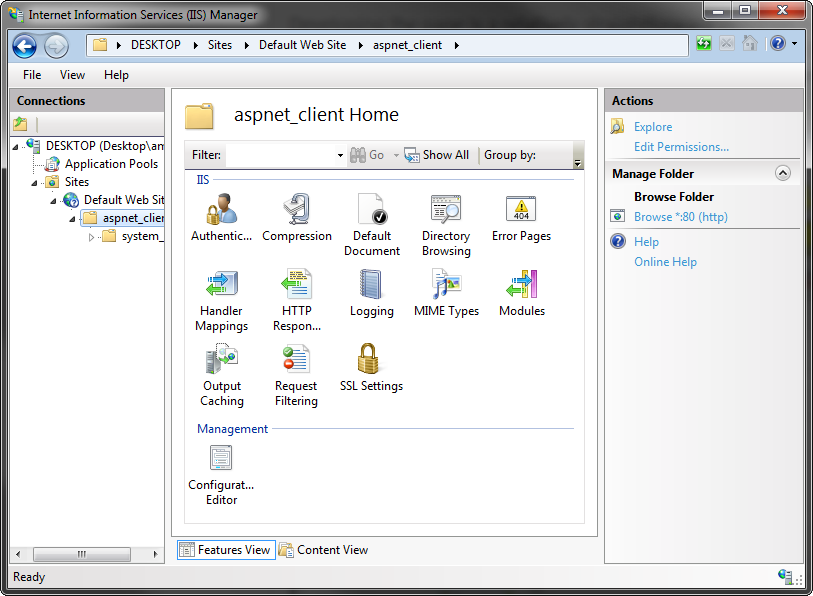 Internet Information Services (IIS) Manager
DESKTOP Sites Default Web Site aspnet_client
File View Help
Connections
DESKTOP (Desktop\am
Application Pools
Sites
Default Web Sit
aspnet_clier
system_
aspnet_client Home
Filter: Go Show All Group by:
IIS
Authentic... Compression Default Document Directory Browsing Error Pages
Handler Mappings HTTP Respon... Logging MIME Types Modules
Output Caching Request Filtering SSL Settings
404
Management
Configurat... Editor
Features View Content View
Actions
Explore
Edit Permissions...
Manage Folder
Browse Folder
Browse *:80 (http)
Help
Online Help
Ready